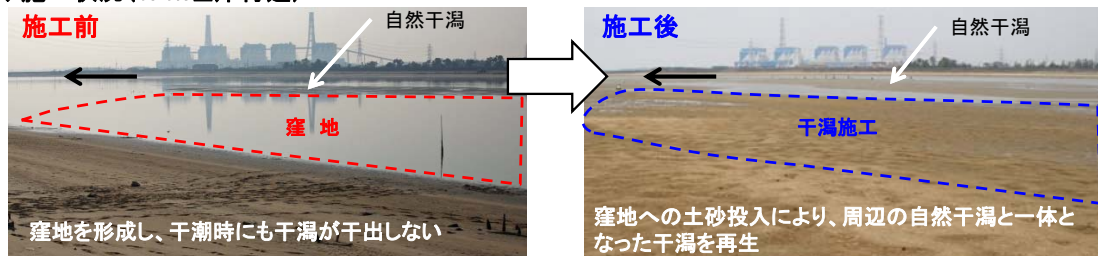 施工前
自然干潟
窪 地
窪地を形成し、干潮時にも干潟が干出しない
施工後
自然干潟
干潟施工
窪地への土砂投入により、周辺の自然干潟と一体と
なった干潟を再生